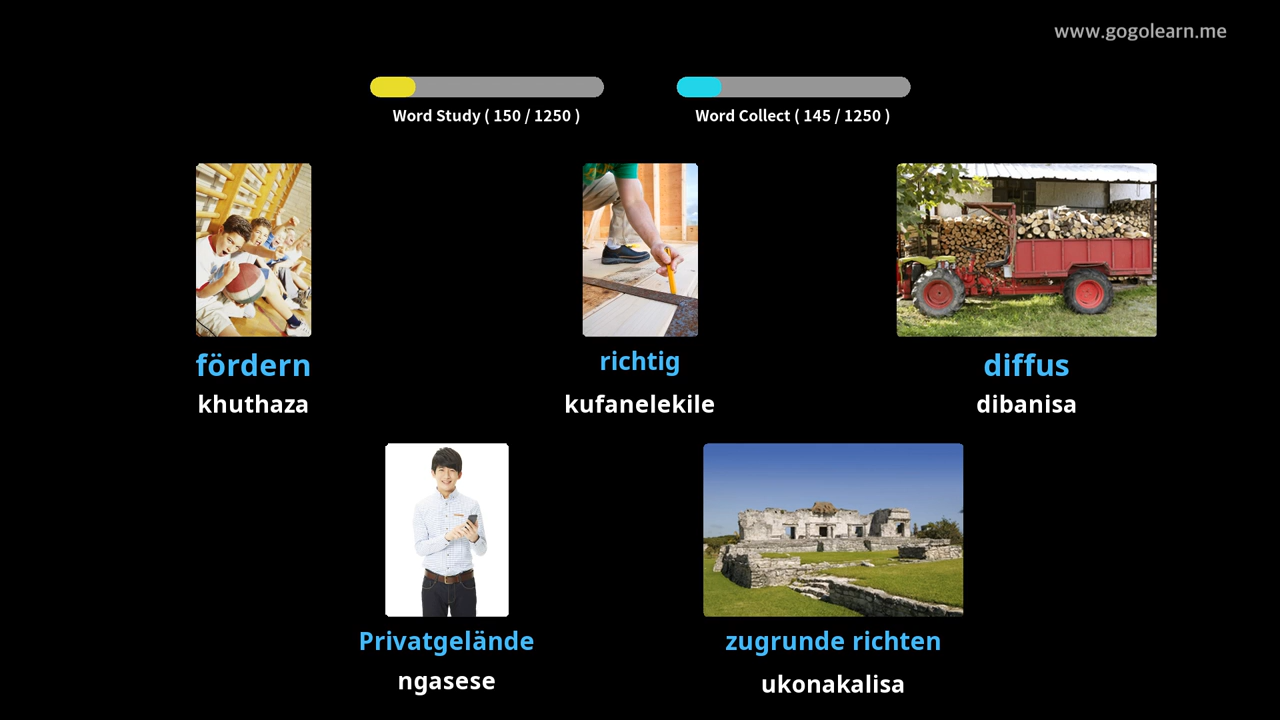 www.gogolearn.me
Word Study ( 150 / 1250 )
Word Collect ( 145 / 1250 )
fördern
khuthaza
richtig
kufanelekile
diffus
dibanisa
Privatgelände
ngasese
zugrunde richten
ukonakalisa